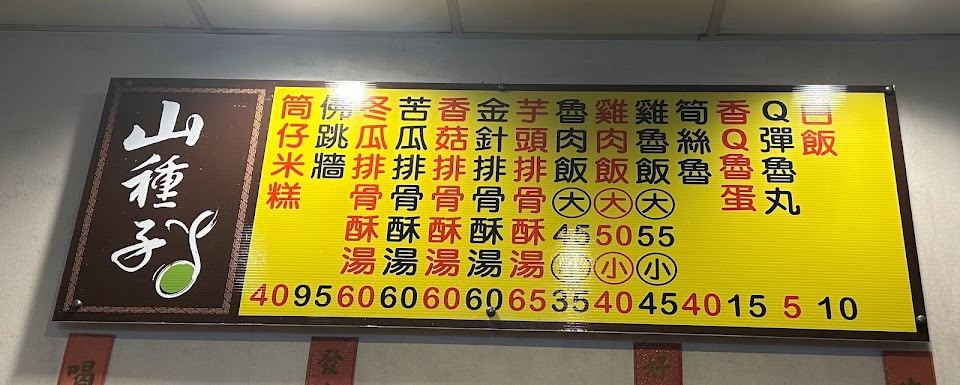 山種子
筒仔米糕 40
佛跳牆 95
冬瓜排骨酥湯 60
苦瓜排骨酥湯 60
香菇排骨酥湯 60
金針排骨酥湯 60
芋頭排骨酥湯 65
魯肉飯 大 45 35
雞肉飯 大 50 小 40
雞魯飯 大 55 小 45
筍絲魯 40
香Q魯蛋 15
Q彈魯丸 5
白飯 10
喝
發
好